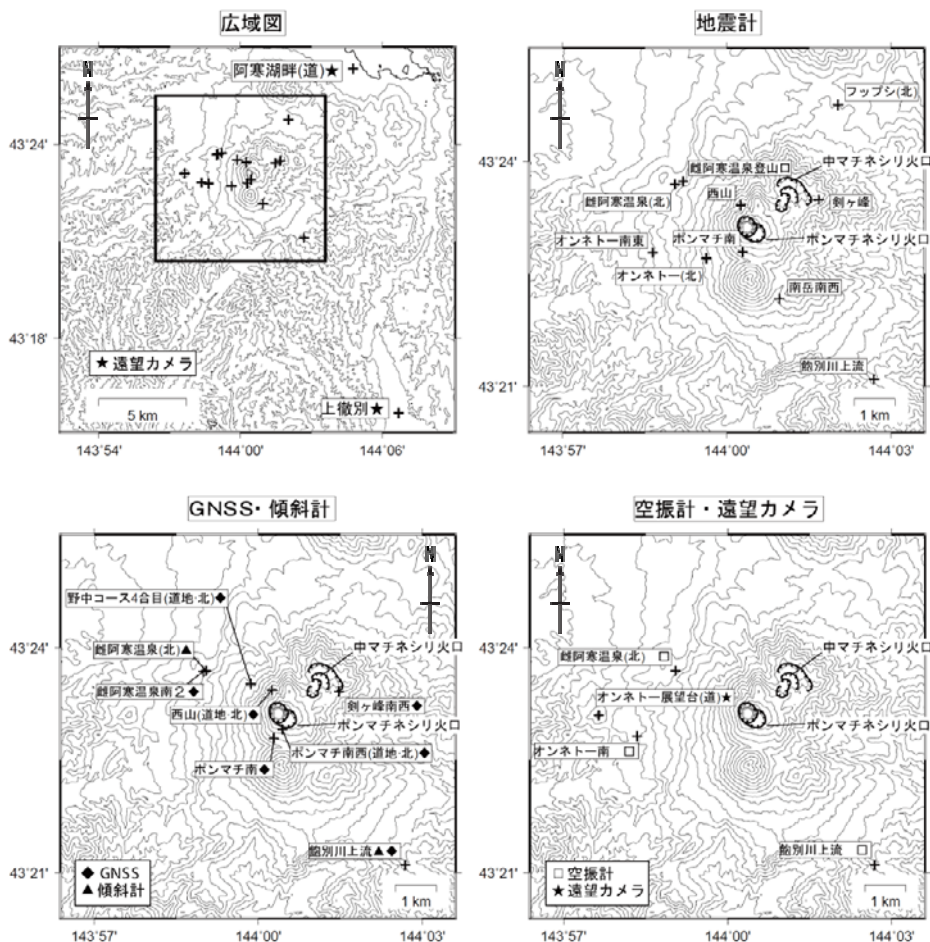 広域図
N
阿寒湖畔(道)★
43°24'
43°18'
★遠望カメラ
5 km
上徹別★
143°54'
144°00'
144°06'
地震計
N
フップシ(北)
43°24'
雌阿寒温泉登山口
中マチネシリ火口
雌阿寒温泉(北)
西山
剣ヶ峰
オンネトー南東
ポンマチ南
ポンマチネシリ火口
オンネトー(北)
南岳南西
飽別川上流
43°21'
1 km
143°57'
144°00'
144°03'
GNSS・傾斜計
N
野中コース4合目(道地・北)◆
43°24'
雌阿寒温泉(北)▲
中マチネシリ火口
雌阿寒温泉南2◆
西山(道地・北)◆
剣ヶ峰南西◆
ポンマチネシリ火口
ポンマチ南西(道地・北)◆
ポンマチ南◆
飽別川上流▲◆
43°21'
◆ GNSS
▲ 傾斜計
1 km
143°57'
144°00'
144°03'
空振計・遠望カメラ
N
43°24'
雌阿寒温泉(北) □
中マチネシリ火口
オンネトー展望台(道)★
ポンマチネシリ火口
オンネトー南 □
飽別川上流 □
43°21'
□ 空振計
★遠望カメラ
1 km
143°57'
144°00'
144°03'